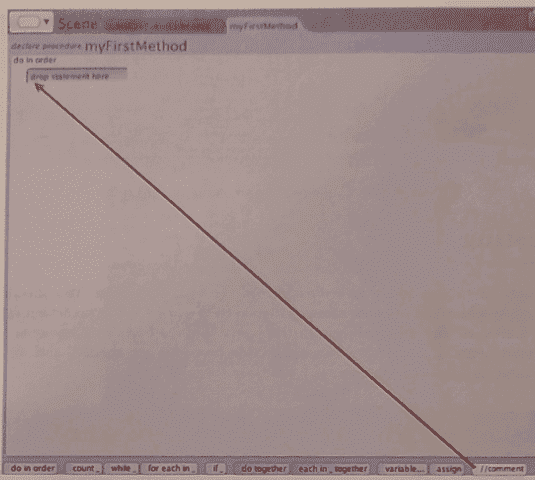 Scene myFirstMethod
declare procedure myFirstMethod
do in order
drop statement here
do in order count _ while _ for each in _ if _ do together each in _ together variable... assign //comment